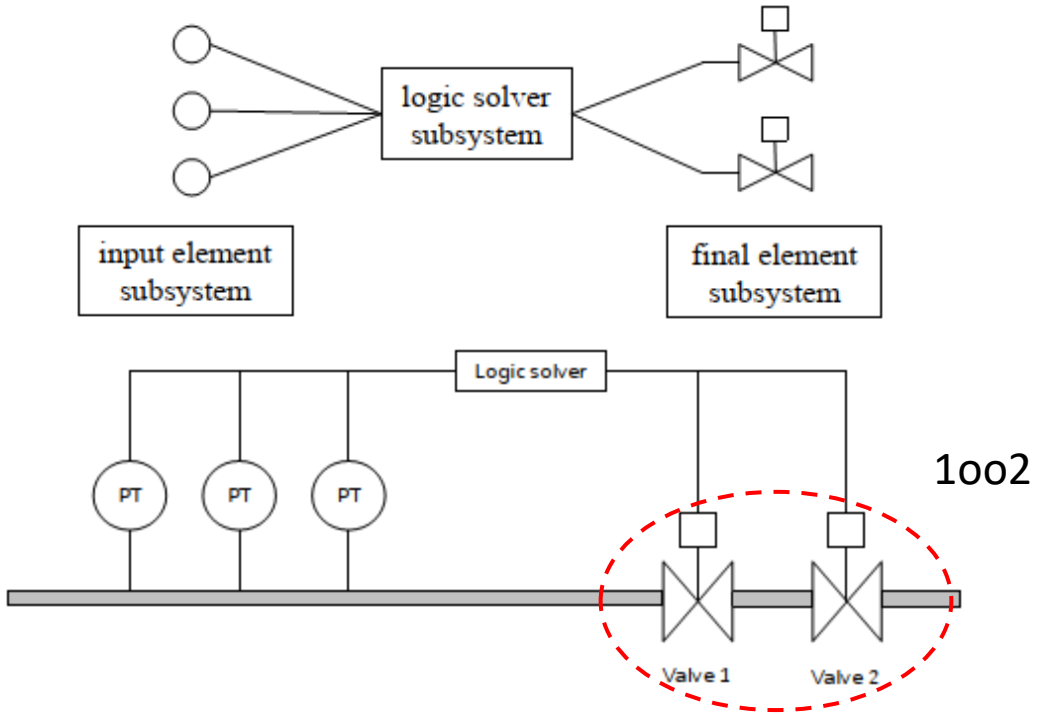 logic solver
subsystem
input element
subsystem
final element
subsystem
Logic solver
PT
PT
PT
1oo2
Valve 1
Valve 2